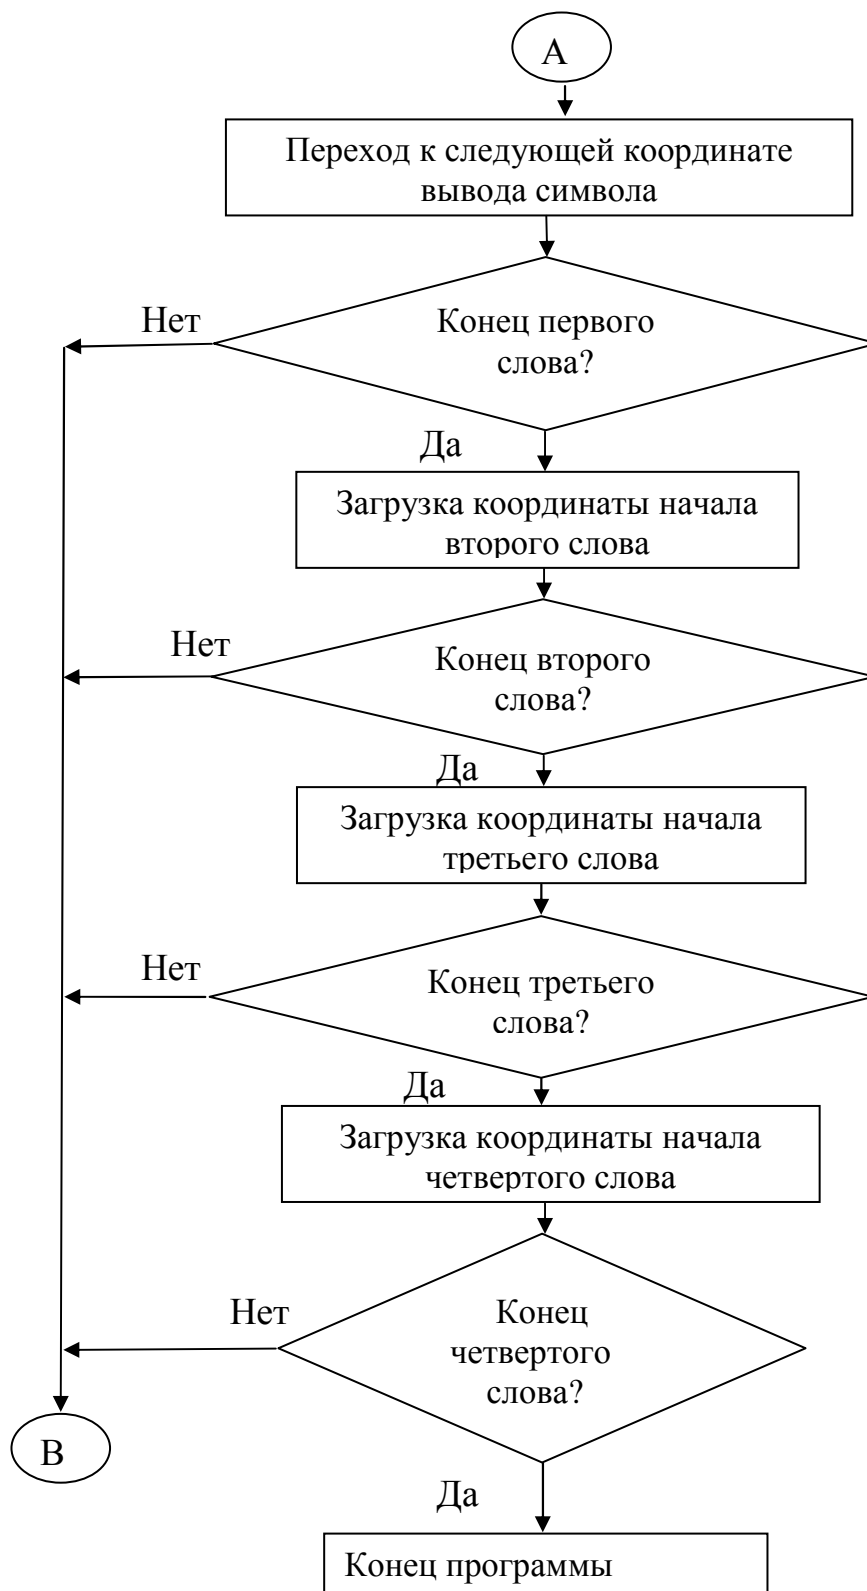 А
Переход к следующей координате
вывода символа
Нет
Конец первого
слова?
Да
Загрузка координаты начала
второго слова
Нет
Конец второго
слова?
Да
Загрузка координаты начала
третьего слова
Нет
Конец третьего
слова?
Да
Загрузка координаты начала
четвертого слова
Нет
Конец
четвертого
слова?
В
Да
Конец программы